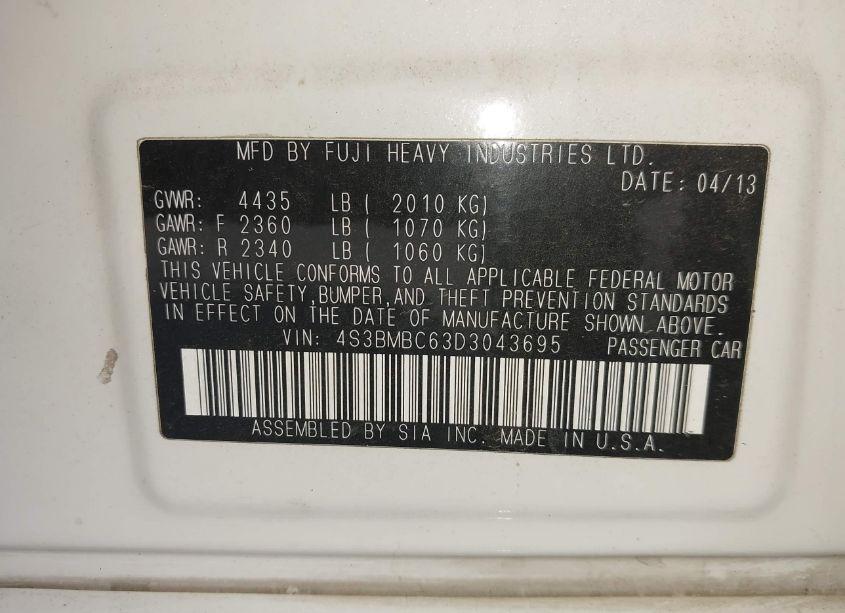 MFD BY FUJI HEAVY INDUSTRIES LTD.
DATE: 04/13
GVWR: 4435 LB ( 2010 KG)
GAWR: F 2360 LB ( 1070 KG)
GAWR: R 2340 LB ( 1060 KG)
THIS VEHICLE CONFORMS TO ALL APPLICABLE FEDERAL MOTOR
VEHICLE SAFETY,BUMPER,AND THEFT PREVENTION STANDARDS
IN EFFECT ON THE DATE OF MANUFACTURE SHOWN ABOVE.
VIN: 4S3BMBC63D3043695 PASSENGER CAR
ASSEMBLED BY SIA INC. MADE IN U.S.A.